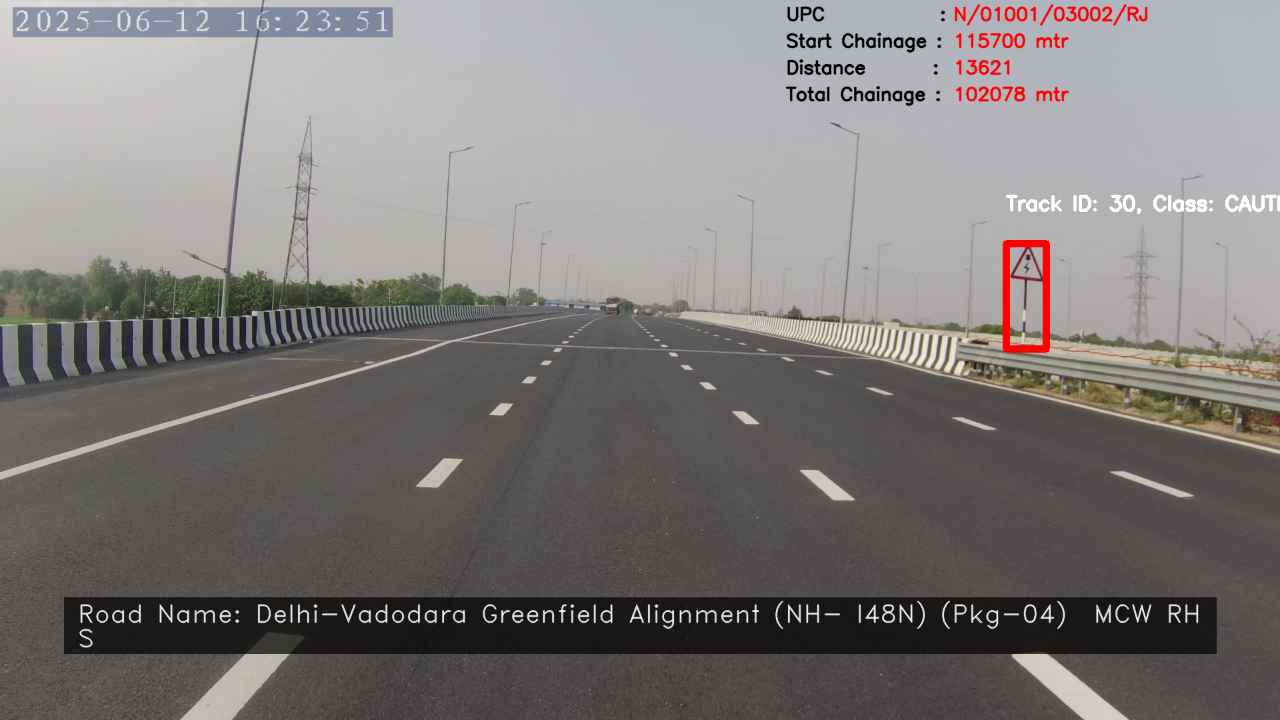 2025-06-12 16:23:51
UPC : N/01001/03002/RJ
Start Chainage : 115700 mtr
Distance : 13621
Total Chainage : 102078 mtr
Track ID: 30, Class: CAUTI
Road Name: Delhi-Vadodara Greenfield Alignment (NH- 148N) (Pkg-04) MCW RH
S